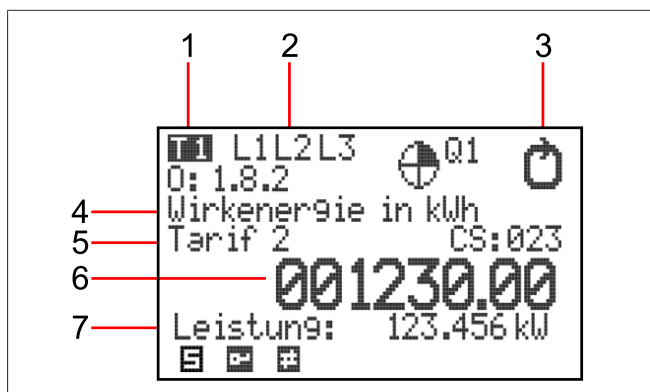 1 2 3
T1 L1L2L3 Q1
O: 1.8.2
4 Wirkenergie in kWh
5 Tarif 2 CS:023
6 001230.00
7 Leistung: 123.456 kW
S